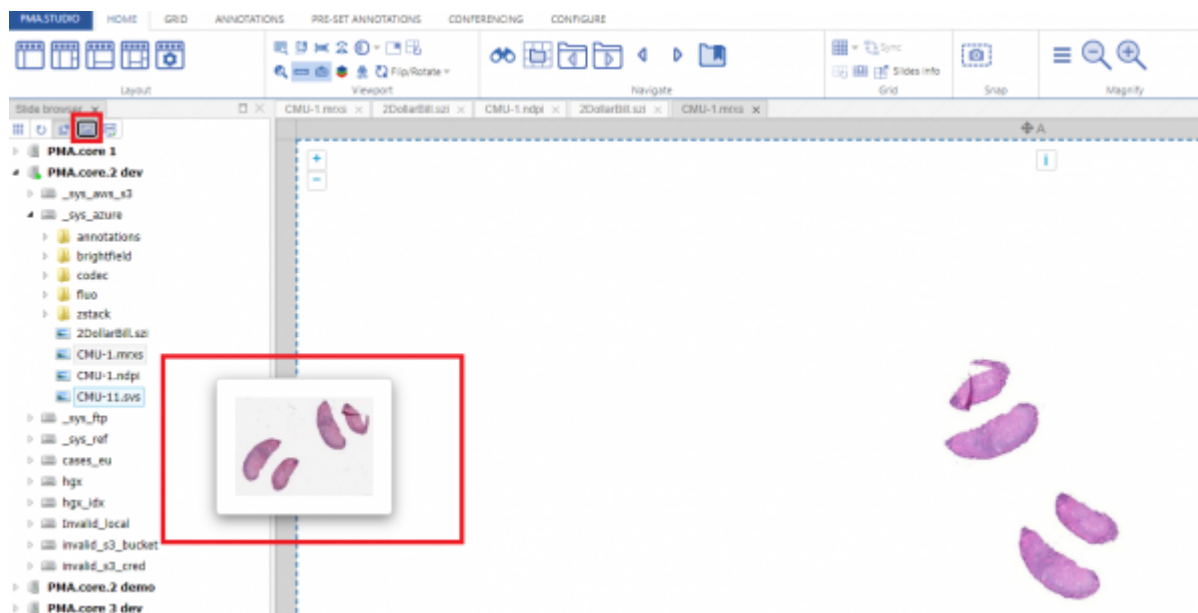 PMA.STUDIO HOME GRID ANNOTATIONS PRE-SET ANNOTATIONS CONFERENCING CONFIGURE
Sync
Flip/Rotate
Slides info
Layout Viewport Navigate Grid Snap Magnify
Slide browser x
CMU-1.mrxs x 2DollarBill.szi x CMU-1.ndpi x 2DollarBill.szi x CMU-1.mrxs x
A
PMA.core 1
+
i
PMA.core.2 dev
−
_sys_aws_s3
_sys_azure
annotations
brightfield
codec
fluo
zstack
2DollarBill.szi
CMU-1.mrxs
CMU-1.ndpi
CMU-11.svs
_sys_ftp
_sys_ref
cases_eu
hgx
hgx_idx
Invalid_local
invalid_s3_bucket
invalid_s3_cred
PMA.core.2 demo
PMA.core 3 dev